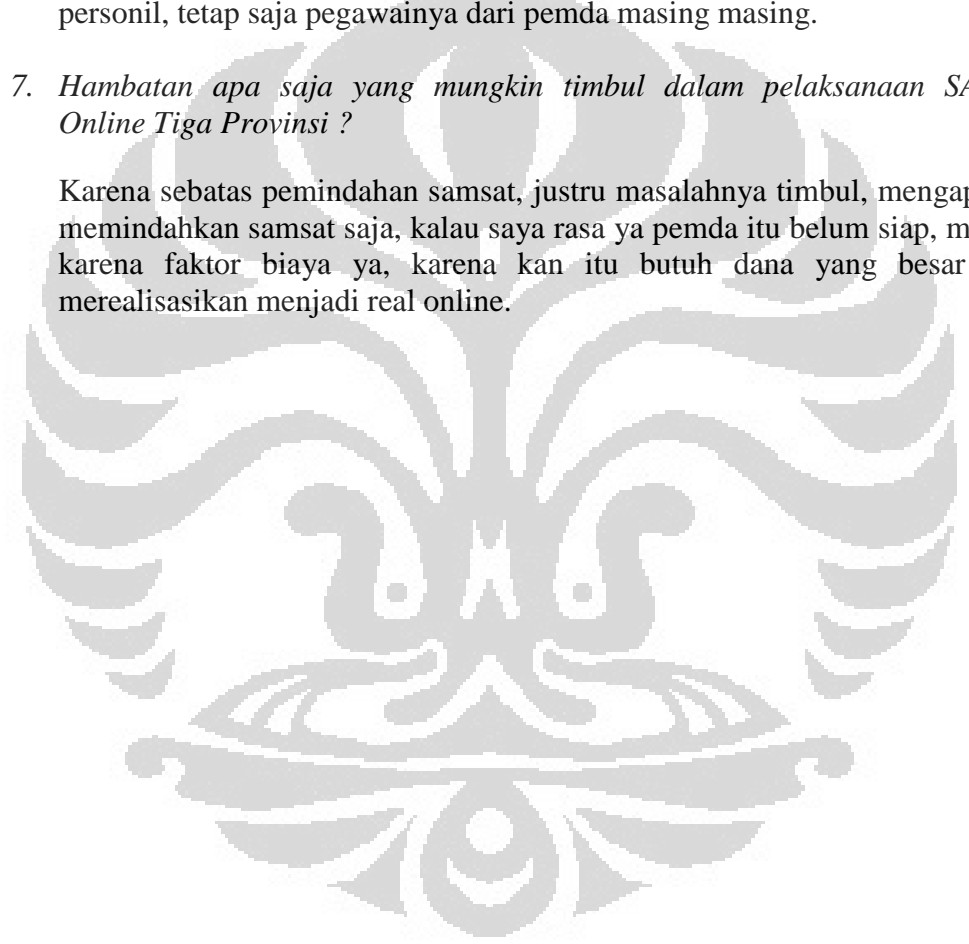 personil, tetap saja pegawainya dari pemda masing masing.
7. Hambatan apa saja yang mungkin timbul dalam pelaksanaan SA
Online Tiga Provinsi ?
Karena sebatas pemindahan samsat, justru masalahnya timbul, mengap
memindahkan samsat saja, kalau saya rasa ya pemda itu belum siap, m
karena faktor biaya ya, karena kan itu butuh dana yang besar
merealisasikan menjadi real online.